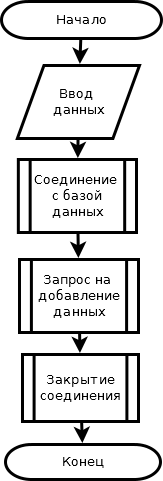 Начало
Ввод
данных
Соединение
с базой
данных
Запрос на
добавление
данных
Закрытие
соединения
Конец